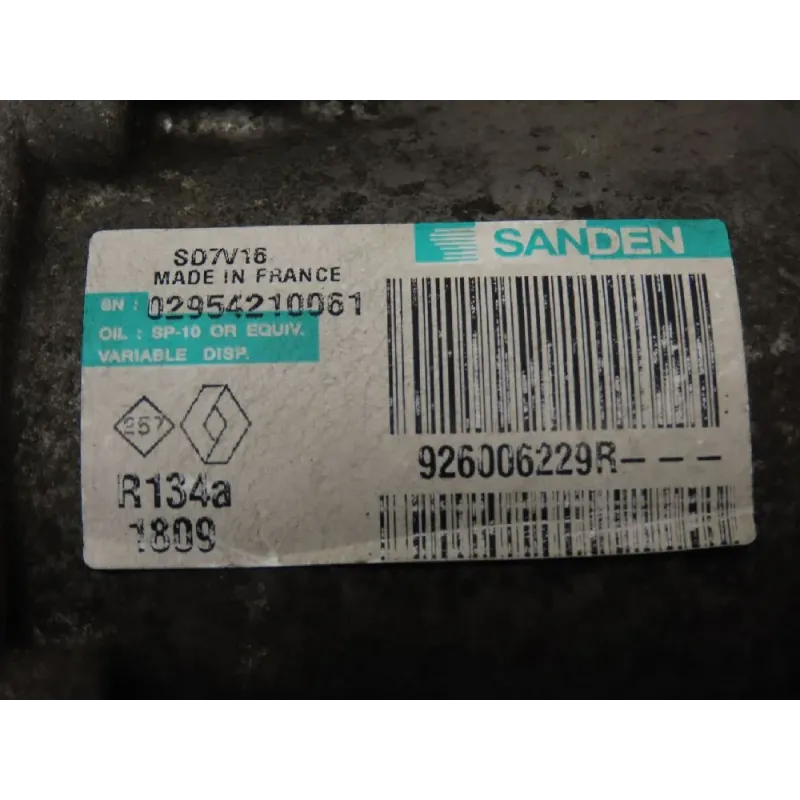 SANDEN
SD7V16
MADE IN FRANCE
SN : 02954210061
OIL : SP-10 OR EQUIV.
VARIABLE DISP.
257
926006229R---
R134a
1809